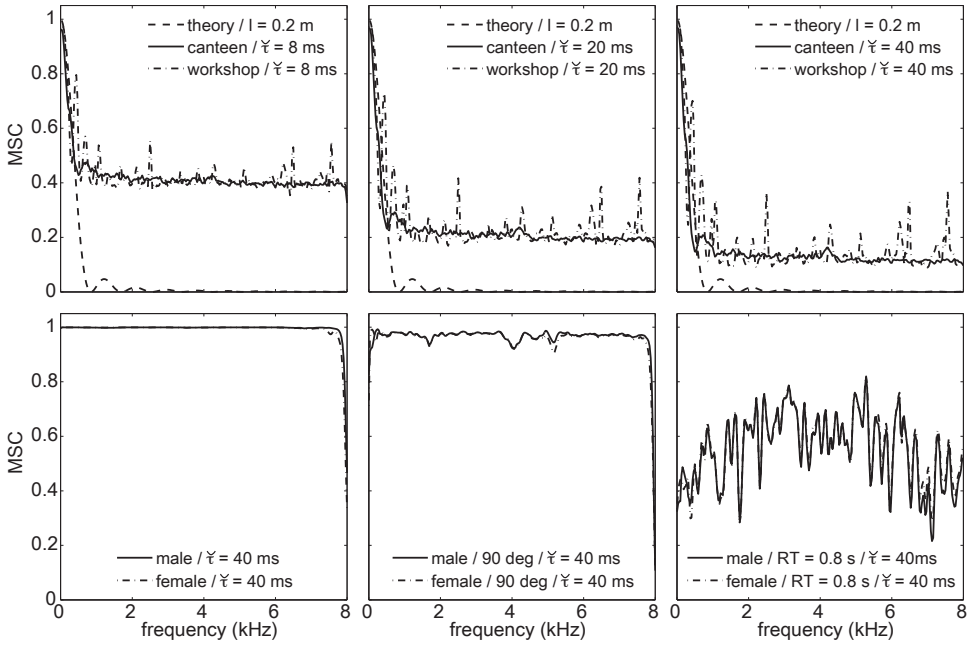 1
0.8
0.6
0.4
0.2
0
MSC
theory / l = 0.2 m
canteen / τ̆ = 8 ms
workshop / τ̆ = 8 ms
theory / l = 0.2 m
canteen / τ̆ = 20 ms
workshop / τ̆ = 20 ms
theory / l = 0.2 m
canteen / τ̆ = 40 ms
workshop / τ̆ = 40 ms
1
0.8
0.6
0.4
0.2
0
MSC
male / τ̆ = 40 ms
female / τ̆ = 40 ms
0 2 4 6 8
frequency (kHz)
male / 90 deg / τ̆ = 40 ms
female / 90 deg / τ̆ = 40 ms
0 2 4 6 8
frequency (kHz)
male / RT = 0.8 s / τ̆ = 40ms
female / RT = 0.8 s / τ̆ = 40 ms
0 2 4 6 8
frequency (kHz)